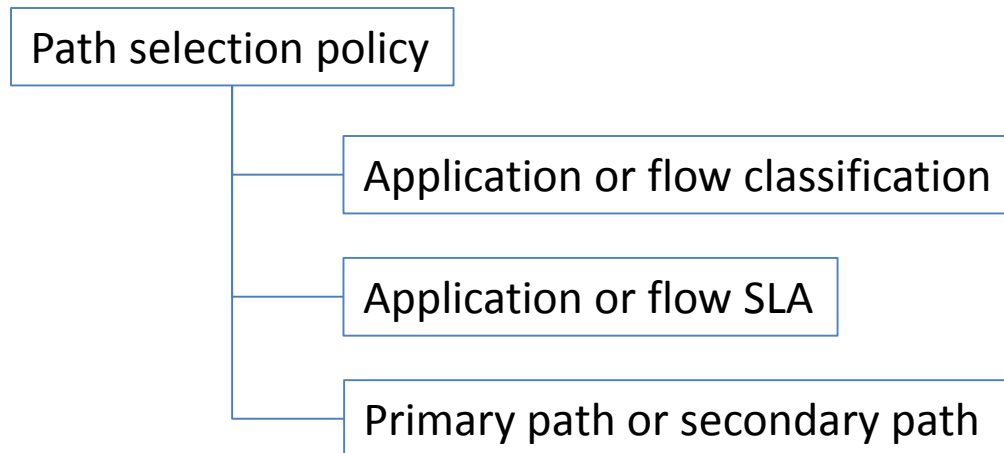 Path selection policy
Application or flow classification
Application or flow SLA
Primary path or secondary path